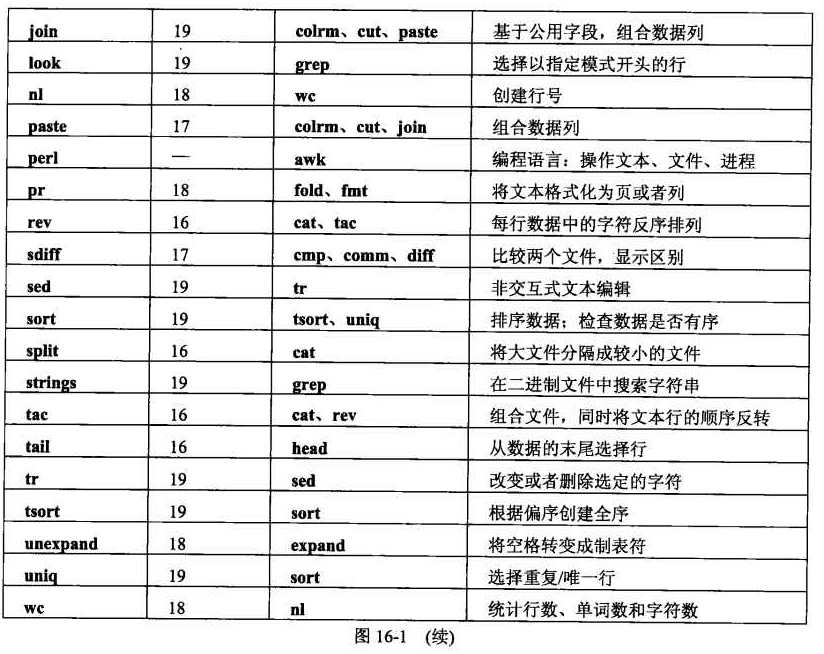 join 19 colrm、cut、paste 基于公用字段，组合数据列
look 19 grep 选择以指定模式开头的行
nl 18 wc 创建行号
paste 17 colrm、cut、join 组合数据列
perl — awk 编程语言：操作文本、文件、进程
pr 18 fold、fmt 将文本格式化为页或者列
rev 16 cat、tac 每行数据中的字符反序排列
sdiff 17 cmp、comm、diff 比较两个文件，显示区别
sed 19 tr 非交互式文本编辑
sort 19 tsort、uniq 排序数据；检查数据是否有序
split 16 cat 将大文件分隔成较小的文件
strings 19 grep 在二进制文件中搜索字符串
tac 16 cat、rev 组合文件，同时将文本行的顺序反转
tail 16 head 从数据的末尾选择行
tr 19 sed 改变或者删除选定的字符
tsort 19 sort 根据偏序创建全序
unexpand 18 expand 将空格转变成制表符
uniq 19 sort 选择重复/唯一行
wc 18 nl 统计行数、单词数和字符数
图 16-1 (续)